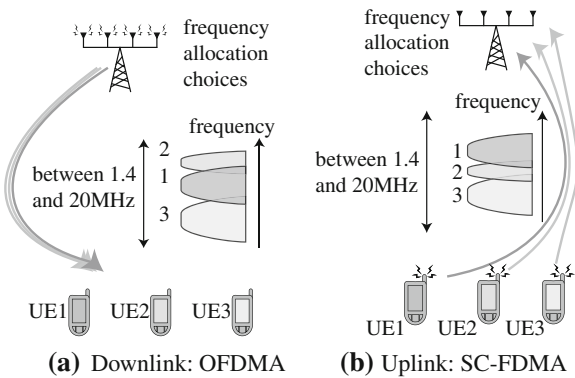 frequency
allocation
choices
frequency
between 1.4
and 20MHz
2
1
3
UE1
UE2
UE3
(a) Downlink: OFDMA
frequency
allocation
choices
frequency
between 1.4
and 20MHz
1
2
3
UE1
UE2
UE3
(b) Uplink: SC-FDMA